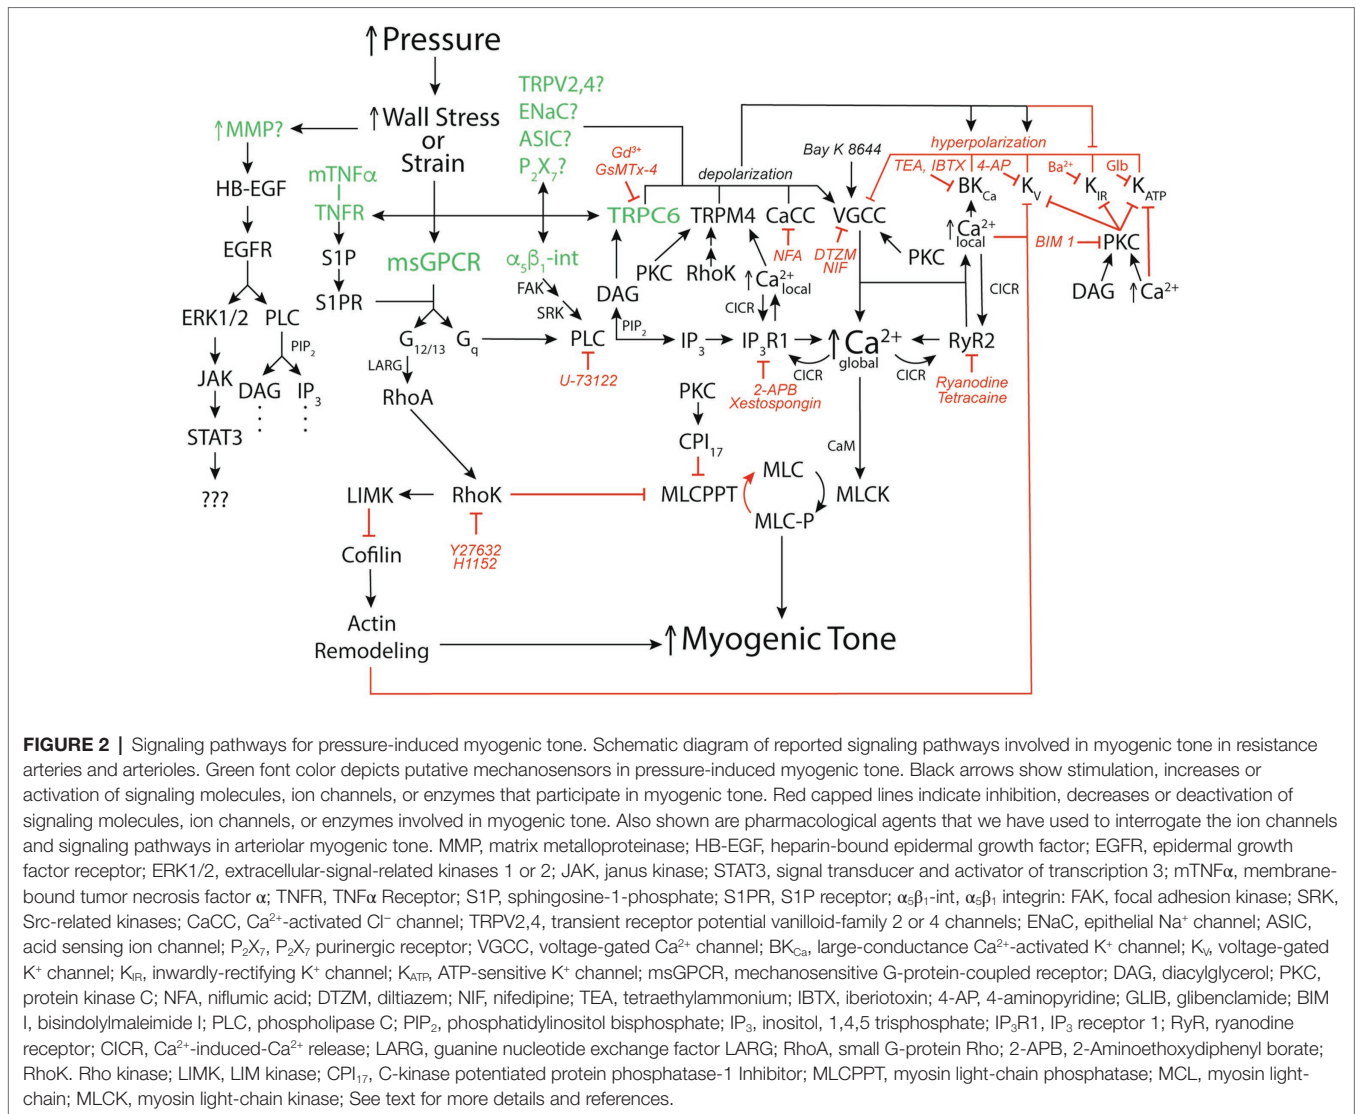 ↑Pressure
↑Wall Stress
or
Strain
↑MMP?
HB-EGF
EGFR
ERK1/2
PLC
PIP2
JAK
DAG
IP3
STAT3
???
mTNFα
TNFR
S1P
S1PR
msGPCR
G12/13
Gq
LARG
RhoA
LIMK
RhoK
Y27632
H1152
Cofilin
Actin
Remodeling
TRPV2,4?
ENaC?
ASIC?
P2X7?
α5β1-int
FAK
SRK
PLC
U-73122
Gd3+
GsMTx-4
TRPC6
DAG
PIP2
PKC
depolarization
TRPM4
RhoK
CaCC
NFA
↑Ca2+
local
CICR
IP3
IP3R1
2-APB
Xestospongin
CICR
Bay K 8644
VGCC
DTZM
NIF
PKC
↑Ca2+
global
CICR
RyR2
Ryanodine
Tetracaine
CICR
↑Ca2+
local
hyperpolarization
TEA, IBTX
4-AP
Ba2+
Glb
BKCa
KV
KIR
KATP
BIM 1
PKC
DAG
↑Ca2+
PKC
CPI17
MLCPPT
MLC
MLC-P
CaM
MLCK
↑Myogenic Tone
FIGURE 2 | Signaling pathways for pressure-induced myogenic tone. Schematic diagram of reported signaling pathways involved in myogenic tone in resistance
arteries and arterioles. Green font color depicts putative mechanosensors in pressure-induced myogenic tone. Black arrows show stimulation, increases or
activation of signaling molecules, ion channels, or enzymes that participate in myogenic tone. Red capped lines indicate inhibition, decreases or deactivation of
signaling molecules, ion channels, or enzymes involved in myogenic tone. Also shown are pharmacological agents that we have used to interrogate the ion channels
and signaling pathways in arteriolar myogenic tone. MMP, matrix metalloproteinase; HB-EGF, heparin-bound epidermal growth factor; EGFR, epidermal growth
factor receptor; ERK1/2, extracellular-signal-related kinases 1 or 2; JAK, janus kinase; STAT3, signal transducer and activator of transcription 3; mTNFα, membrane-
bound tumor necrosis factor α; TNFR, TNFα Receptor; S1P, sphingosine-1-phosphate; S1PR, S1P receptor; α5β1-int, α5β1 integrin: FAK, focal adhesion kinase; SRK,
Src-related kinases; CaCC, Ca2+-activated Cl− channel; TRPV2,4, transient receptor potential vanilloid-family 2 or 4 channels; ENaC, epithelial Na+ channel; ASIC,
acid sensing ion channel; P2X7, P2X7 purinergic receptor; VGCC, voltage-gated Ca2+ channel; BKCa, large-conductance Ca2+-activated K+ channel; KV, voltage-gated
K+ channel; KIR, inwardly-rectifying K+ channel; KATP, ATP-sensitive K+ channel; msGPCR, mechanosensitive G-protein-coupled receptor; DAG, diacylglycerol; PKC,
protein kinase C; NFA, niflumic acid; DTZM, diltiazem; NIF, nifedipine; TEA, tetraethylammonium; IBTX, iberiotoxin; 4-AP, 4-aminopyridine; GLIB, glibenclamide; BIM
I, bisindolylmaleimide I; PLC, phospholipase C; PIP2, phosphatidylinositol bisphosphate; IP3, inositol, 1,4,5 trisphosphate; IP3R1, IP3 receptor 1; RyR, ryanodine
receptor; CICR, Ca2+-induced-Ca2+ release; LARG, guanine nucleotide exchange factor LARG; RhoA, small G-protein Rho; 2-APB, 2-Aminoethoxydiphenyl borate;
RhoK. Rho kinase; LIMK, LIM kinase; CPI17, C-kinase potentiated protein phosphatase-1 Inhibitor; MLCPPT, myosin light-chain phosphatase; MCL, myosin light-
chain; MLCK, myosin light-chain kinase; See text for more details and references.